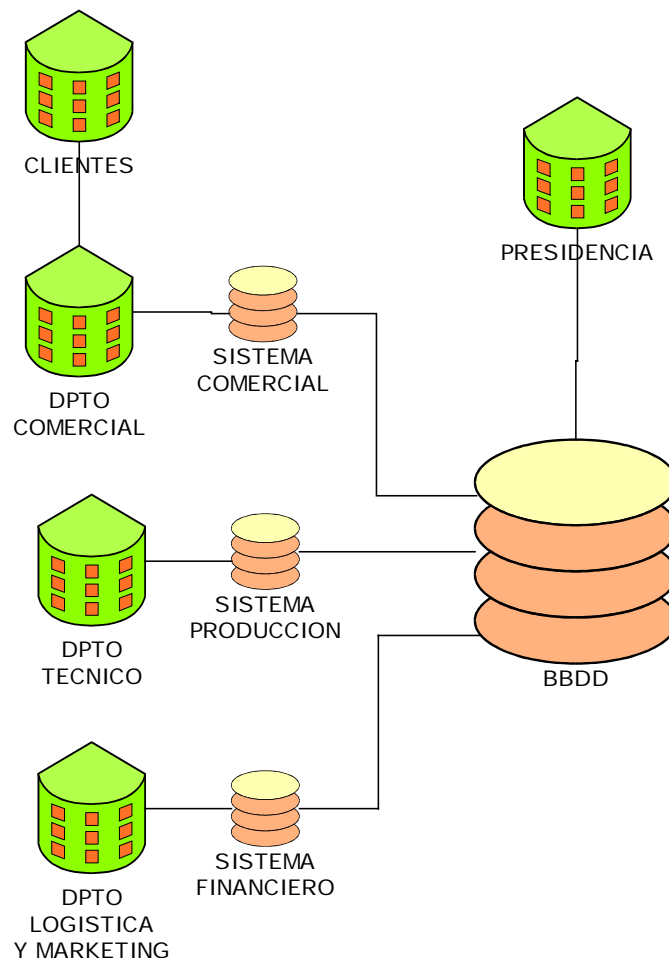 CLIENTES
PRESIDENCIA
SISTEMA
COMERCIAL
DPTO
COMERCIAL
SISTEMA
PRODUCCION
DPTO
TECNICO
BBDD
SISTEMA
FINANCIERO
DPTO
LOGISTICA
Y MARKETING